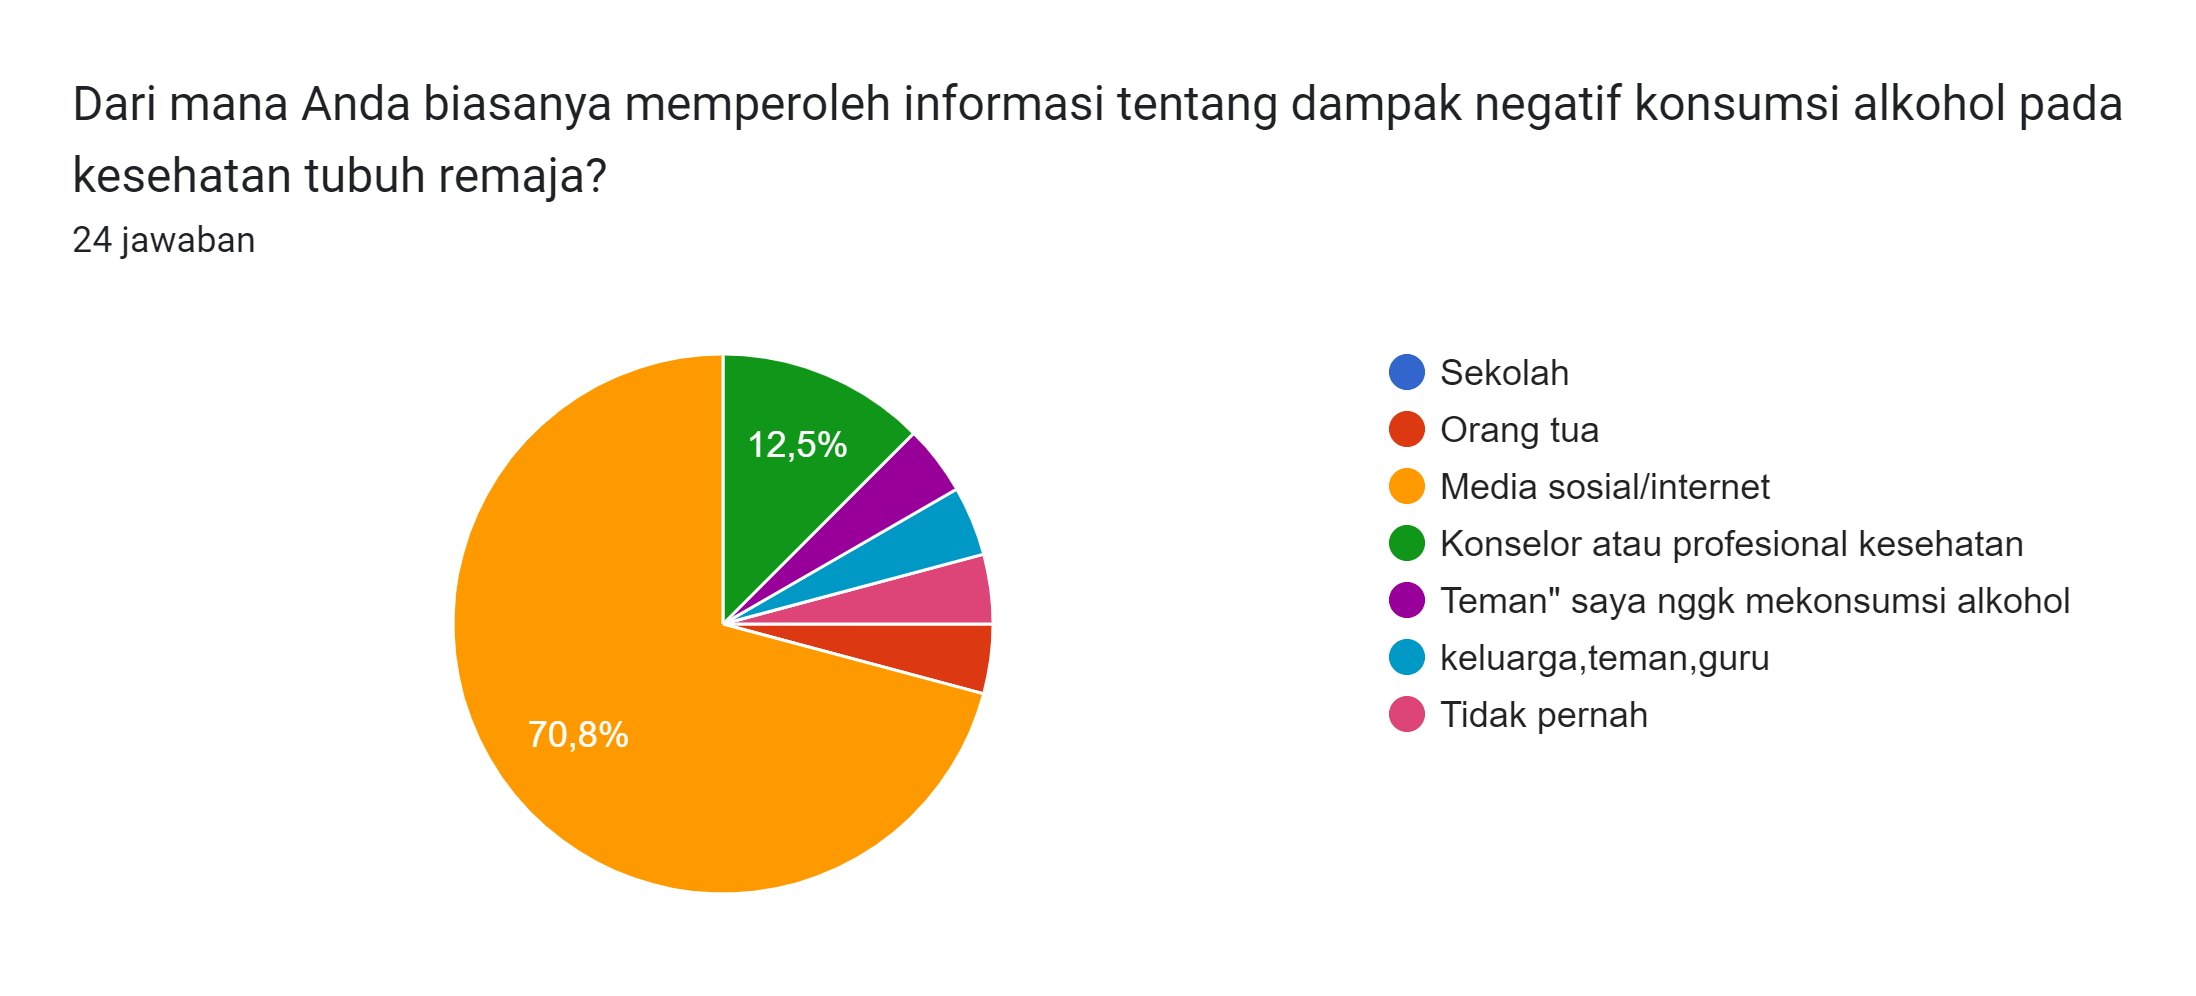 Dari mana Anda biasanya memperoleh informasi tentang dampak negatif konsumsi alkohol pada
kesehatan tubuh remaja?
24 jawaban
12,5%
70,8%
Sekolah
Orang tua
Media sosial/internet
Konselor atau profesional kesehatan
Teman" saya nggk mekonsumsi alkohol
keluarga,teman,guru
Tidak pernah